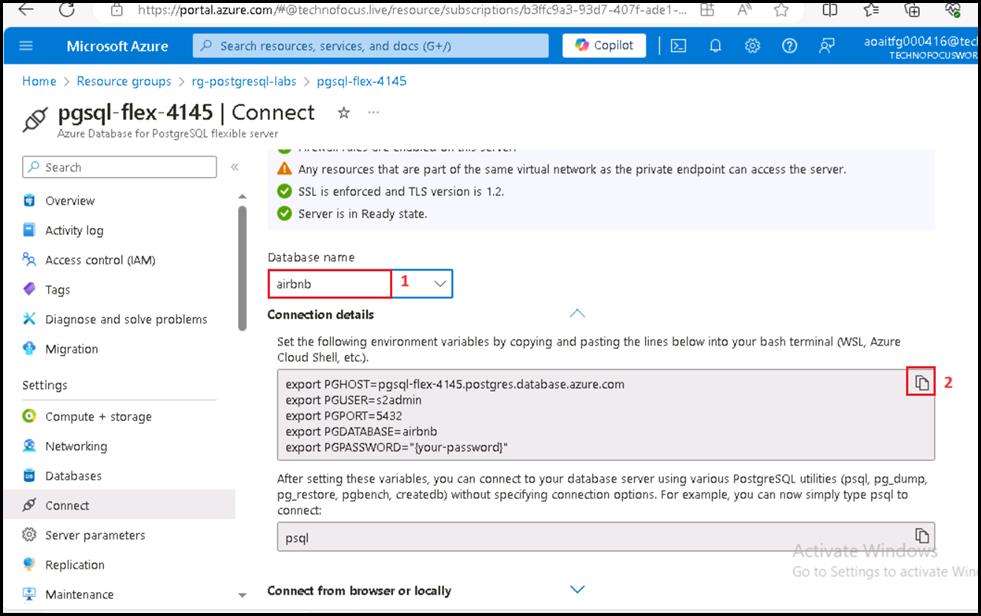 https://portal.azure.com/#@technofocus.live/resource/subscriptions/b3ffc9a3-93d7-407f-ade1-...
Microsoft Azure
Search resources, services, and docs (G+/)
Copilot
aoaitfg000416@tec
TECHNOFOCUSWOR
Home > Resource groups > rg-postgresql-labs > pgsql-flex-4145
pgsql-flex-4145 | Connect
Azure Database for PostgreSQL flexible server
Search
Overview
Activity log
Access control (IAM)
Tags
Diagnose and solve problems
Migration
Settings
Compute + storage
Networking
Databases
Connect
Server parameters
Replication
Maintenance
Firewall rules are enabled on this server.
Any resources that are part of the same virtual network as the private endpoint can access the server.
SSL is enforced and TLS version is 1.2.
Server is in Ready state.
Database name
airbnb
1
Connection details
Set the following environment variables by copying and pasting the lines below into your bash terminal (WSL, Azure
Cloud Shell, etc.).
export PGHOST=pgsql-flex-4145.postgres.database.azure.com
export PGUSER=s2admin
export PGPORT=5432
export PGDATABASE=airbnb
export PGPASSWORD="{your-password}"
2
After setting these variables, you can connect to your database server using various PostgreSQL utilities (psql, pg_dump,
pg_restore, pgbench, createdb) without specifying connection options. For example, you can now simply type psql to
connect:
psql
Connect from browser or locally
Activate Windows
Go to Settings to activate Win